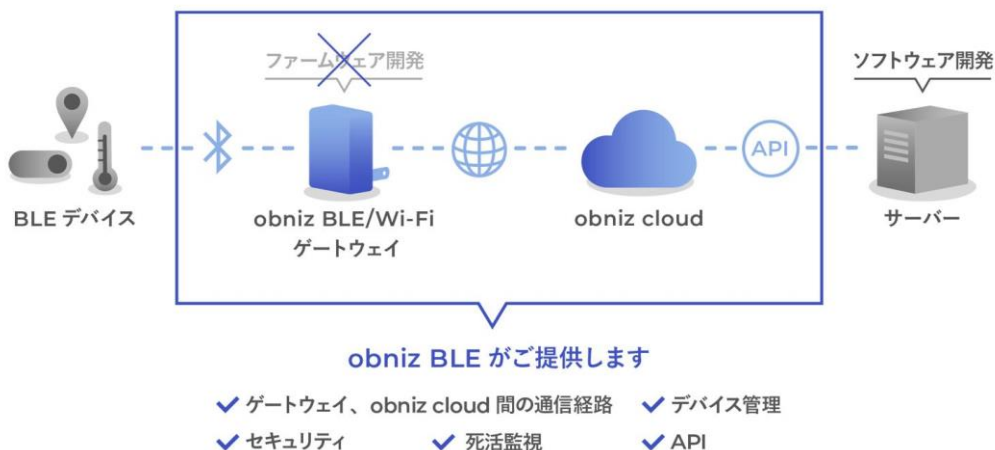 ファームウェア開発
ソフトウェア開発
API
BLE デバイス
obniz BLE/Wi-Fi
ゲートウェイ
obniz cloud
サーバー
obniz BLE がご提供します
ゲートウェイ、obniz cloud 間の通信経路
デバイス管理
セキュリティ
死活監視
API